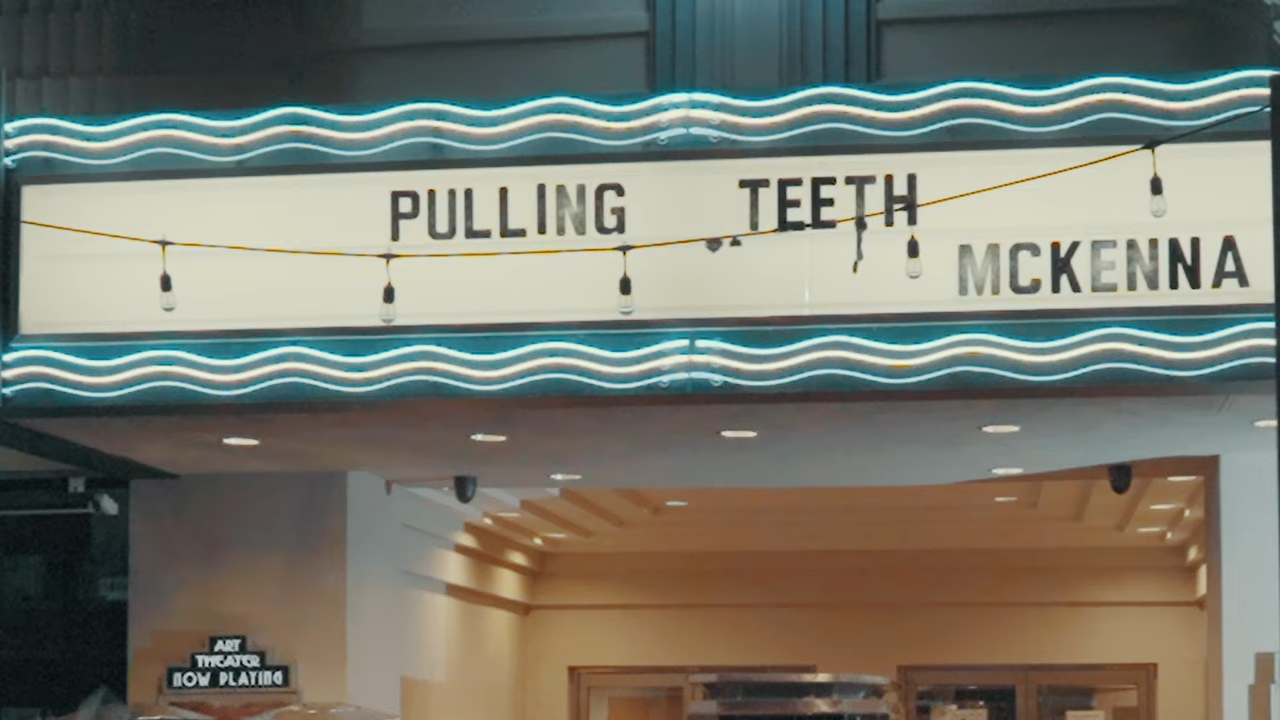 PULLING TEETH
MCKENNA
ART
THEATER
NOW PLAYING